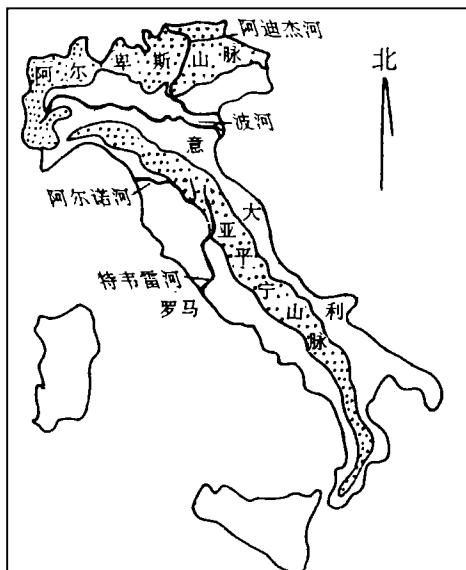 阿迪杰河
阿尔卑斯山脉
北
波河
意大利
阿尔诺河
亚平宁山脉
特韦雷河
罗马